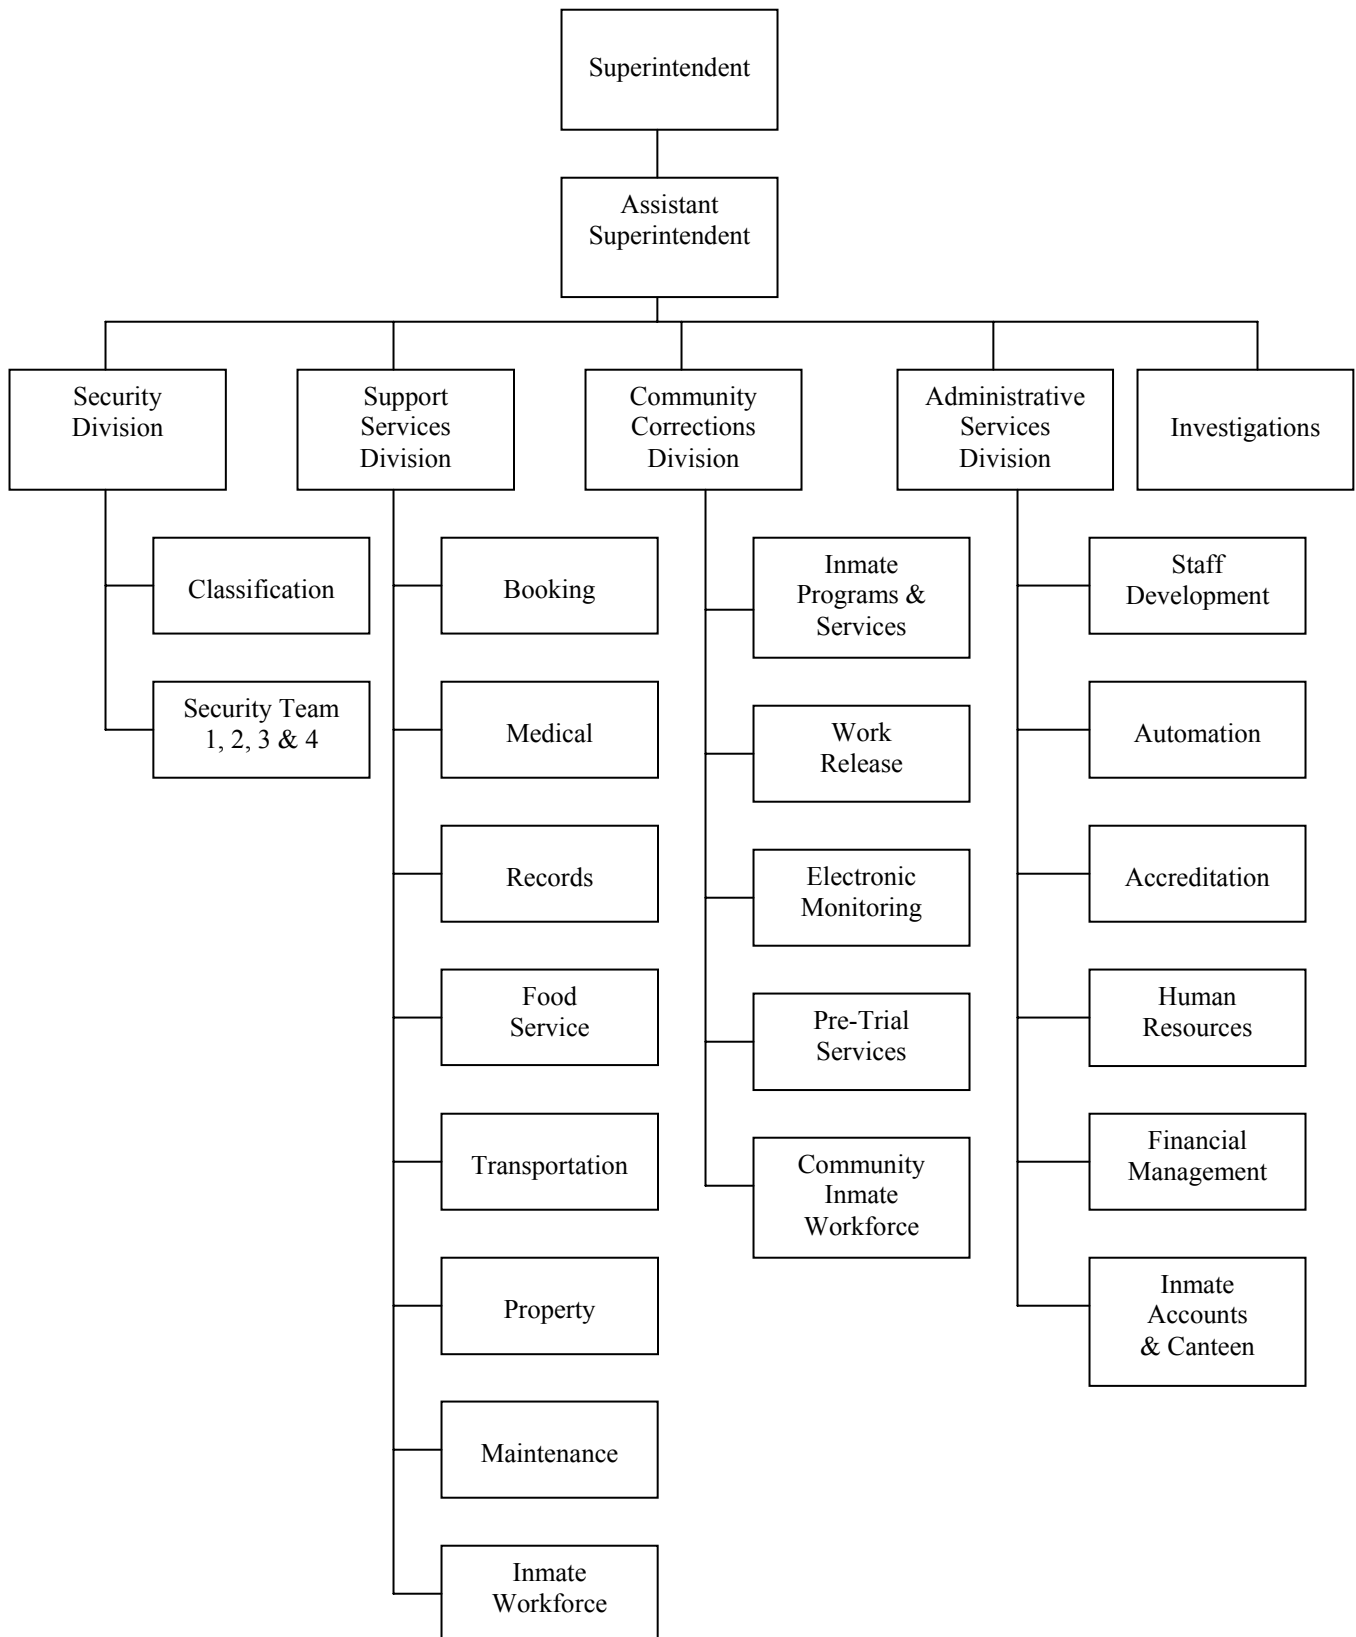 Superintendent
Assistant
Superintendent
Security
Division
Support
Services
Division
Community
Corrections
Division
Administrative
Services
Division
Investigations
Classification
Security Team
1, 2, 3 & 4
Booking
Medical
Records
Food
Service
Transportation
Property
Maintenance
Inmate
Workforce
Inmate
Programs &
Services
Work
Release
Electronic
Monitoring
Pre-Trial
Services
Community
Inmate
Workforce
Staff
Development
Automation
Accreditation
Human
Resources
Financial
Management
Inmate
Accounts
& Canteen